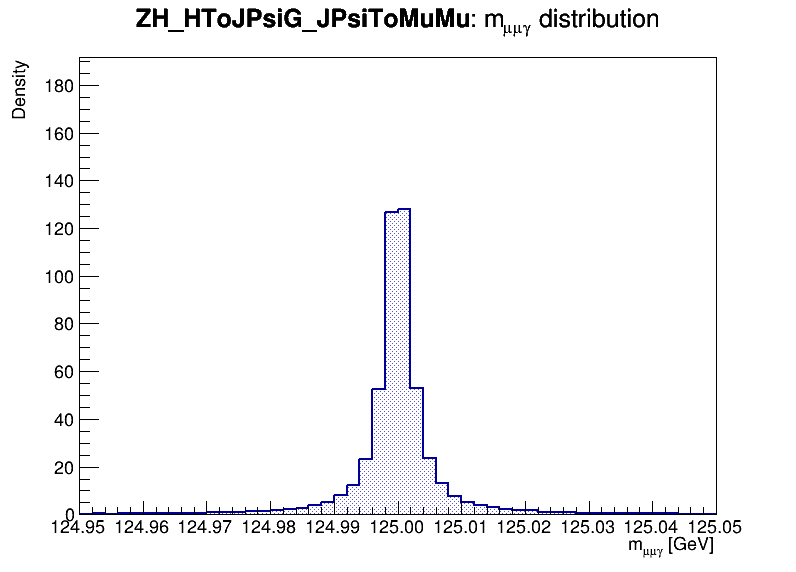 ZH_HToJPsiG_JPsiToMuMu: mμμγ distribution
Density
180
160
140
120
100
80
60
40
20
0
124.95 124.96 124.97 124.98 124.99 125.00 125.01 125.02 125.03 125.04 125.05
mμμγ [GeV]